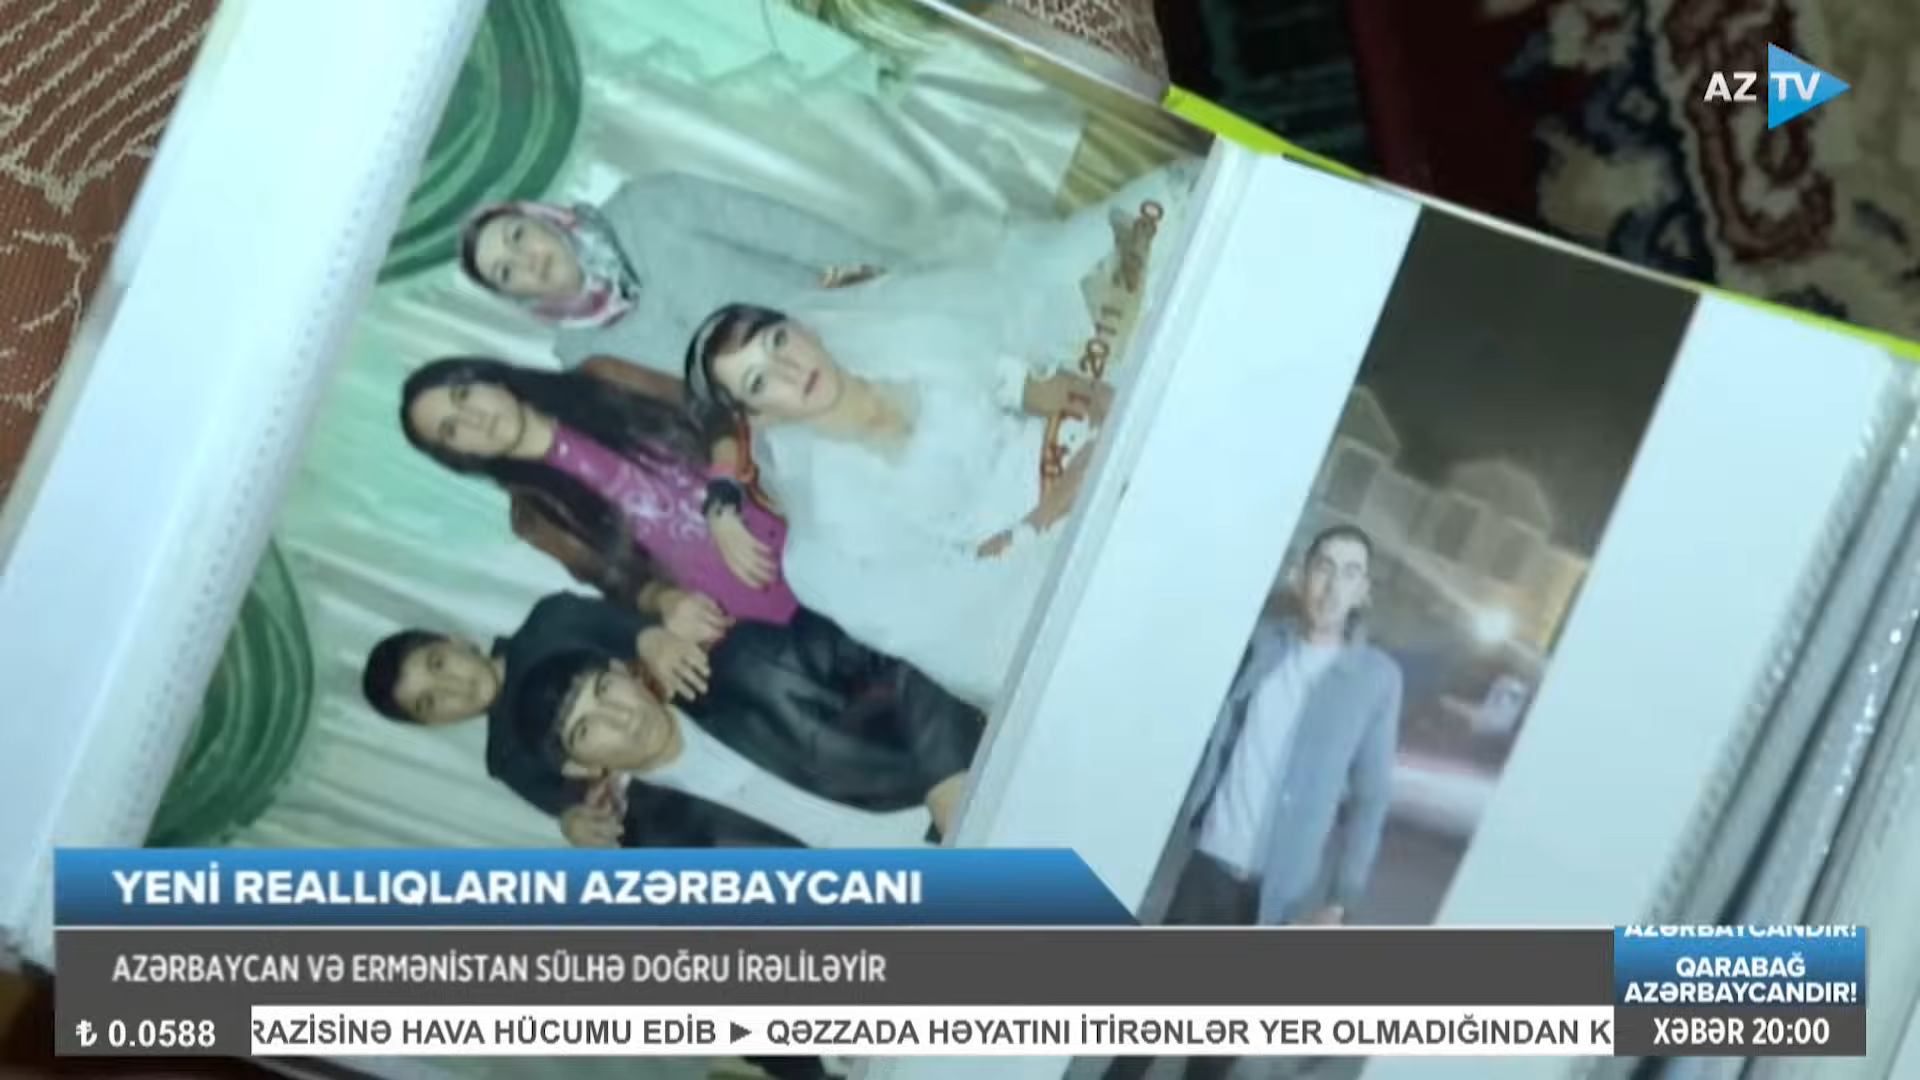 AZ TV
YENİ REALLIQLARIN AZƏRBAYCANI
AZƏRBAYCAN VƏ ERMƏNİSTAN SÜLHƏ DOĞRU İRƏLİLƏYİR
AZƏRBAYCANDIR!
QARABAĞ
AZƏRBAYCANDIR!
₺ 0.0588
RAZİSİNƏ HAVA HÜCUMU EDİB ► QƏZZADA HƏYATINI İTİRƏNLƏR YER OLMADIĞINDAN K
XƏBƏR 20:00